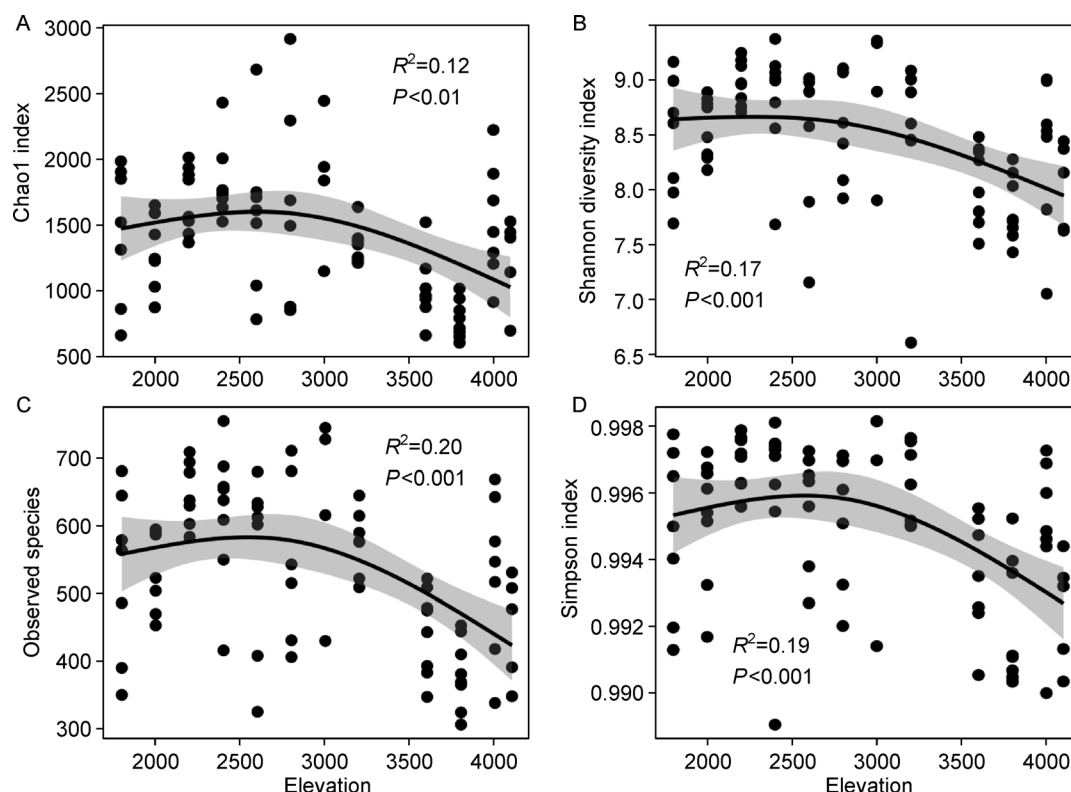 A
Chao1 index
3000
2500
2000
1500
1000
500
R²=0.12
P<0.01
2000 2500 3000 3500 4000
B
Shannon diversity index
9.0
8.5
8.0
7.5
7.0
6.5
R²=0.17
P<0.001
2000 2500 3000 3500 4000
C
Observed species
700
600
500
400
300
R²=0.20
P<0.001
2000 2500 3000 3500 4000
Elevation
D
Simpson index
0.998
0.996
0.994
0.992
0.990
R²=0.19
P<0.001
2000 2500 3000 3500 4000
Elevation